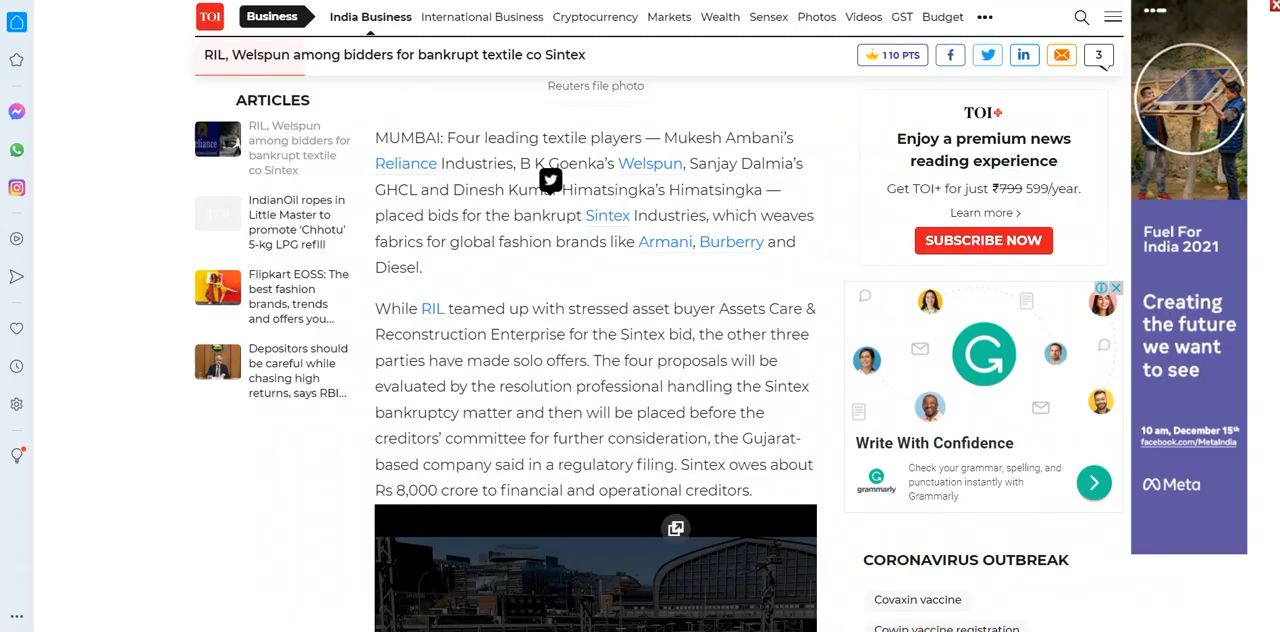 TOI
Business
India Business
International Business
Cryptocurrency
Markets
Wealth
Sensex
Photos
Videos
GST
Budget
RIL, Welspun among bidders for bankrupt textile co Sintex
110 PTS
3
ARTICLES
RIL, Welspun
among bidders for
bankrupt textile
co Sintex
IndianOil ropes in
Little Master to
promote ‘Chhotu’
5-kg LPG refill
Flipkart EOSS: The
best fashion
brands, trends
and offers you...
Depositors should
be careful while
chasing high
returns, says RBI...
Reuters file photo
MUMBAI: Four leading textile players — Mukesh Ambani’s
Reliance Industries, B K Goenka’s Welspun, Sanjay Dalmia’s
GHCL and Dinesh Kumar Himatsingka’s Himatsingka —
placed bids for the bankrupt Sintex Industries, which weaves
fabrics for global fashion brands like Armani, Burberry and
Diesel.
While RIL teamed up with stressed asset buyer Assets Care &
Reconstruction Enterprise for the Sintex bid, the other three
parties have made solo offers. The four proposals will be
evaluated by the resolution professional handling the Sintex
bankruptcy matter and then will be placed before the
creditors’ committee for further consideration, the Gujarat-
based company said in a regulatory filing. Sintex owes about
Rs 8,000 crore to financial and operational creditors.
TOI+
Enjoy a premium news
reading experience
Get TOI+ for just ₹799 599/year.
Learn more
SUBSCRIBE NOW
Write With Confidence
grammarly
Check your grammar, spelling, and
punctuation instantly with
Grammarly
CORONAVIRUS OUTBREAK
Covaxin vaccine
Cowin vaccine registration
Fuel For
India 2021
Creating
the future
we want
to see
10 am, December 15th
facebook.com/MetaIndia
Meta